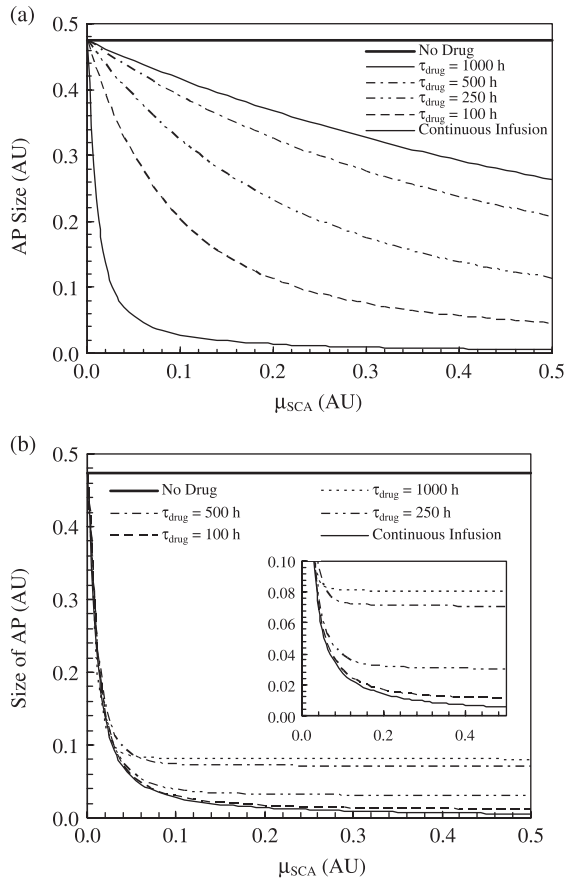 (a)
0.5
0.4
0.3
0.2
0.1
0.0
AP Size (AU)
No Drug
τdrug = 1000 h
τdrug = 500 h
τdrug = 250 h
τdrug = 100 h
Continuous Infusion
0.0 0.1 0.2 0.3 0.4 0.5
μSCA (AU)
(b)
0.5
0.4
0.3
0.2
0.1
0.0
Size of AP (AU)
No Drug
τdrug = 1000 h
τdrug = 500 h
τdrug = 250 h
τdrug = 100 h
Continuous Infusion
0.10
0.08
0.06
0.04
0.02
0.00
0.0 0.2 0.4
0.0 0.1 0.2 0.3 0.4 0.5
μSCA (AU)